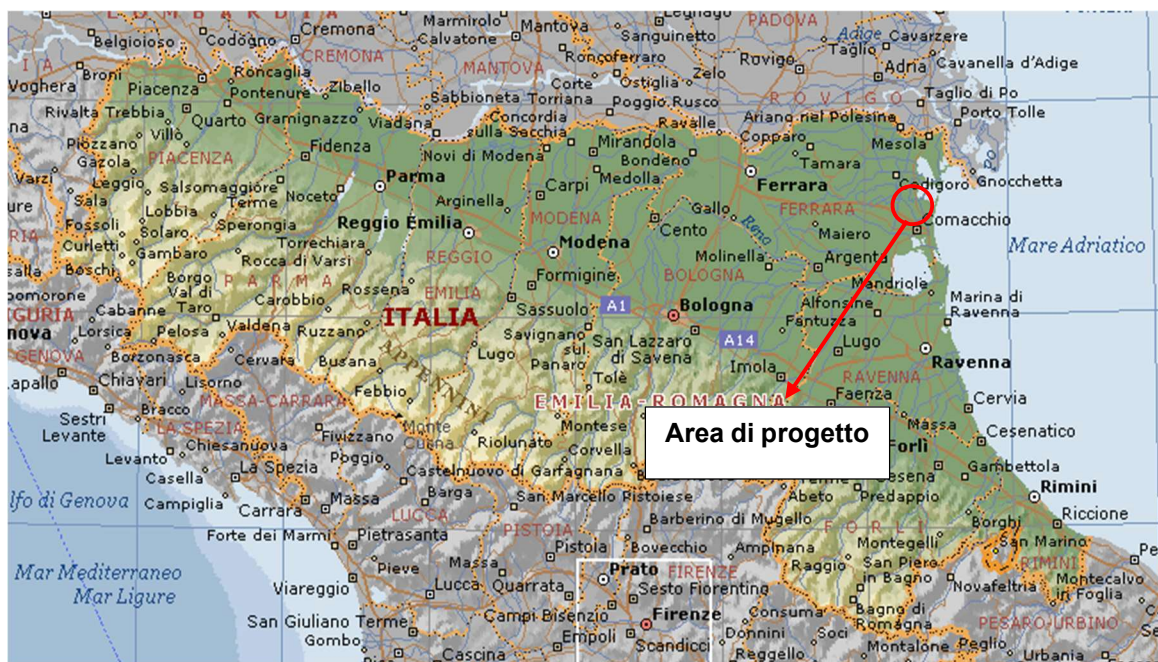 LOMBARDIA
Belgioioso
Codogno
Cremona
CREMONA
Marmirolo
Calvatone
Mantova
MANTOVA
Legnago
Sanguinetto
PADOVA
Adige
Cavarzere
Taglio
Adria
Cavanella d'Adige
Roncoferraro
Rovigo
ROVIGO
Zelo
Ostiglia
Corte
Poggio Rusco
Taglio di Po
Porto Tolle
Voghera
Broni
Piacenza
Roncaglia
Pontenure
Zibello
Sabbioneta
Torriana
Rivalta Trebbia
Quarto
Gramignazzo
Viadana
Concordia
sulla Secchia
Ravalle
Ariano nel Polesine
Copparo
Mesola
Villò
Piozzano
Gazola
PIACENZA
Fidenza
Novi di Modena
Mirandola
Bondeno
Tamara
Codigoro
Gnocchetta
Po
Varzi
Leggio
Sala
Salsomaggiore
Terme
Noceto
Parma
Carpi
Medolla
Ferrara
FERRARA
Lobbia
Fossoli
Solaro
Sperongia
Arginella
Reggio Emilia
MODENA
Gallo
Reno
Cento
Maiero
Comacchio
Curletti
Gambaro
Torrechiara
Rocca di Varsi
Modena
Molinella
Argenta
Mare Adriatico
Boschi
Borgo
Val di
Taro
PARMA
Rossena
REGGIO
EMILIA
Formigine
BOLOGNA
Mandriole
Cabanne
Carobbio
ITALIA
Sassuolo
A1
Bologna
Alfonsine
Marina di
Ravenna
Lorsica
Pelosa
Valdena
Ruzzano
Savignano
sul
Panaro
San Lazzaro
di Savena
A14
Fantuzza
Lugo
Ravenna
GENOVA
Borzonasca
Cervara
Busana
Lugo
APPENINI
Tolè
Imola
RAVENNA
Chiavari
Lisorno
MASSA-CARRARA
Febbio
EMILIA-ROMAGNA
Faenza
Cervia
Sestri
Levante
Bracco
LA SPEZIA
Fivizzano
Monte
Cusna
Riolunato
Montese
Area di progetto
Massa
Cesenatico
Levanto
Chiesanuova
Poggio
Corvella
Forlì
Casella
La Spezia
Castelnuovo di Garfagnana
Gambettola
Campiglia
Carrara
Massa
Barga
San Marcello Pistoiese
Abeto
Predappio
Rimini
LUCCA
PISTOIA
Barberino di Mugello
FORLI
Borghi
Riccione
Forte dei Marmi
Pietrasanta
Pistoia
Bovecchio
Montegelli
San Marino
RIMINI
Mar Mediterraneo
Mar Ligure
Pieve
Prato
FIRENZE
Raggio
San Piero
in Bagno
Novafeltria
Montecalvo
in Foglia
Viareggio
Massa
Lucca
Quarrata
Sesto Fiorentino
San Giuliano Terme
Campi Bisenzio
Firenze
Consuma
Bagno di
Romagna
PESARO-URBINO
Gombo
Empoli
Scandicci
Donnini
Soci
Montalone
Peglio
Cascina
Reggello
Urbania